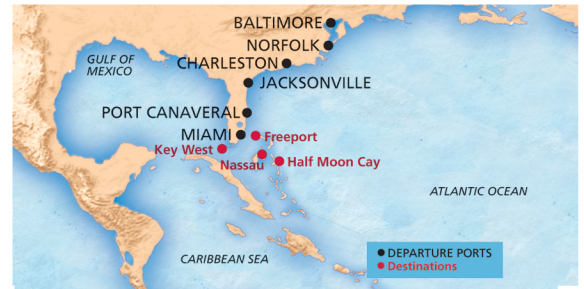 BALTIMORE
NORFOLK
GULF OF
MEXICO
CHARLESTON
JACKSONVILLE
PORT CANAVERAL
MIAMI
Freeport
Key West
Nassau
Half Moon Cay
ATLANTIC OCEAN
CARIBBEAN SEA
DEPARTURE PORTS
Destinations